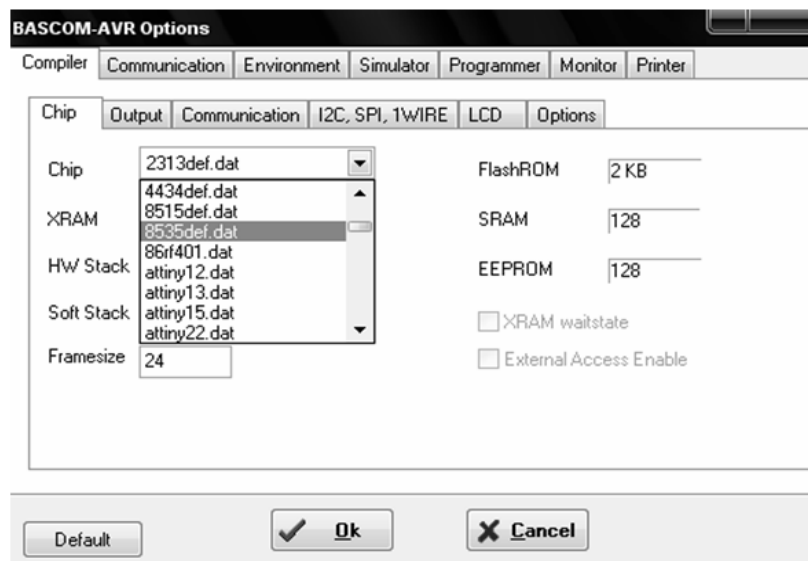 BASCOM-AVR Options
Compiler Communication Environment Simulator Programmer Monitor Printer
Chip Output Communication I2C, SPI, 1WIRE LCD Options
Chip 2313def.dat FlashROM 2 KB
4434def.dat
XRAM 8515def.dat SRAM 128
8535def.dat
86rf401.dat
HW Stack attiny12.dat EEPROM 128
attiny13.dat
Soft Stack attiny15.dat XRAM waitstate
attiny22.dat
Framesize 24 External Access Enable
Default Ok Cancel